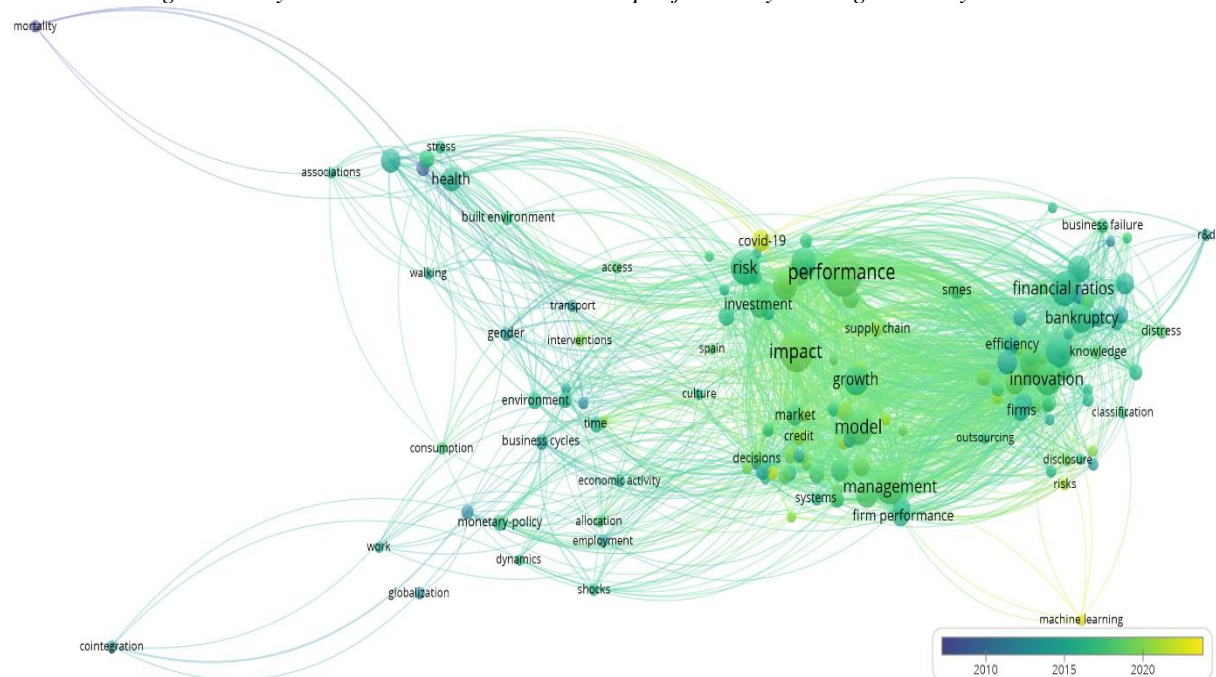 mortality
stress
associations
health
built environment
covid-19
business failure
r&d
walking
access
risk
performance
investment
smes
financial ratios
transport
gender
interventions
supply chain
bankruptcy
distress
spain
impact
efficiency
knowledge
growth
innovation
environment
culture
time
market
firms
classification
business cycles
credit
model
outsourcing
consumption
decisions
disclosure
economic activity
systems
management
risks
monetary-policy
allocation
firm performance
employment
work
dynamics
globalization
shocks
machine learning
cointegration
2010
2015
2020